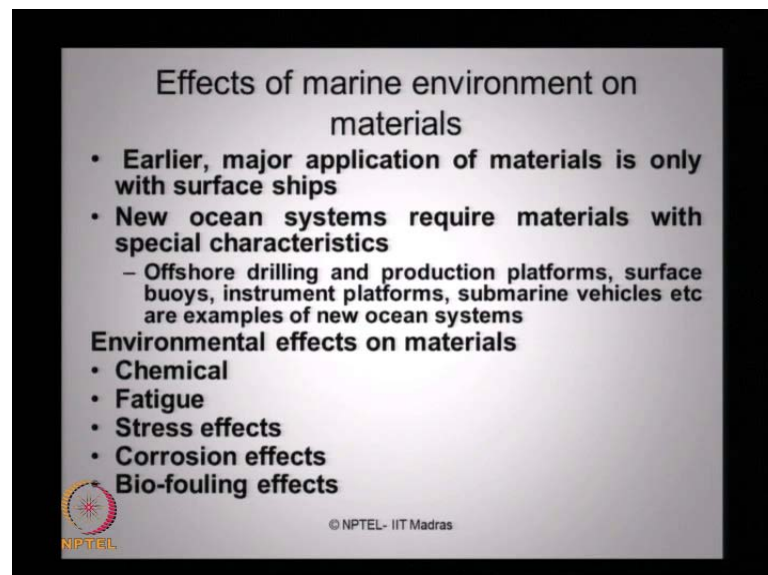 Effects of marine environment on
materials
• Earlier, major application of materials is only
with surface ships
• New ocean systems require materials with
special characteristics
– Offshore drilling and production platforms, surface
buoys, instrument platforms, submarine vehicles etc
are examples of new ocean systems
Environmental effects on materials
• Chemical
• Fatigue
• Stress effects
• Corrosion effects
Bio-fouling effects
© NPTEL- IIT Madras
NPTEL